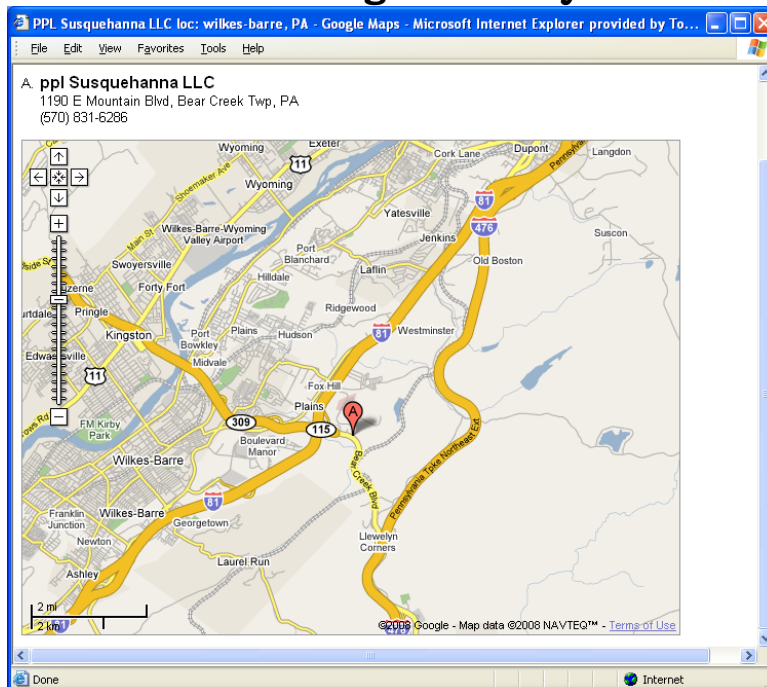 PPL Susquehanna LLC loc: wilkes-barre, PA - Google Maps - Microsoft Internet Explorer provided by To...
File Edit View Favorites Tools Help
A. ppl Susquehanna LLC
1190 E Mountain Blvd, Bear Creek Twp, PA
(570) 831-6286
Wyoming
Exeter
Cork Lane
Dupont
Pennsylvania
Langdon
11
Shoemaker Ave
Wyoming
81
Yatesville
476
Wilkes-Barre-Wyoming
Valley Airport
Main St
Jenkins
Suscon
Port
Blanchard
Old Boston
Swoyersville
Laflin
Hilldale
Forty Fort
Ridgewood
Pringle
Port
Bowkley
Plains
Hudson
81
Westminster
Kingston
Midvale
11
Fox Hill
Plains
A
309
115
FM Kirby
Park
Boulevard
Manor
Bear Creek Blvd
Wilkes-Barre
Pennsylvania Tpke Northeast Ext
81
Franklin
Junction
Wilkes-Barre
Georgetown
Newton
Llewelyn
Corners
Laurel Run
Ashley
2 mi
2 km
81
476
©2008 Google - Map data ©2008 NAVTEQ™ - Terms of Use
Done
Internet